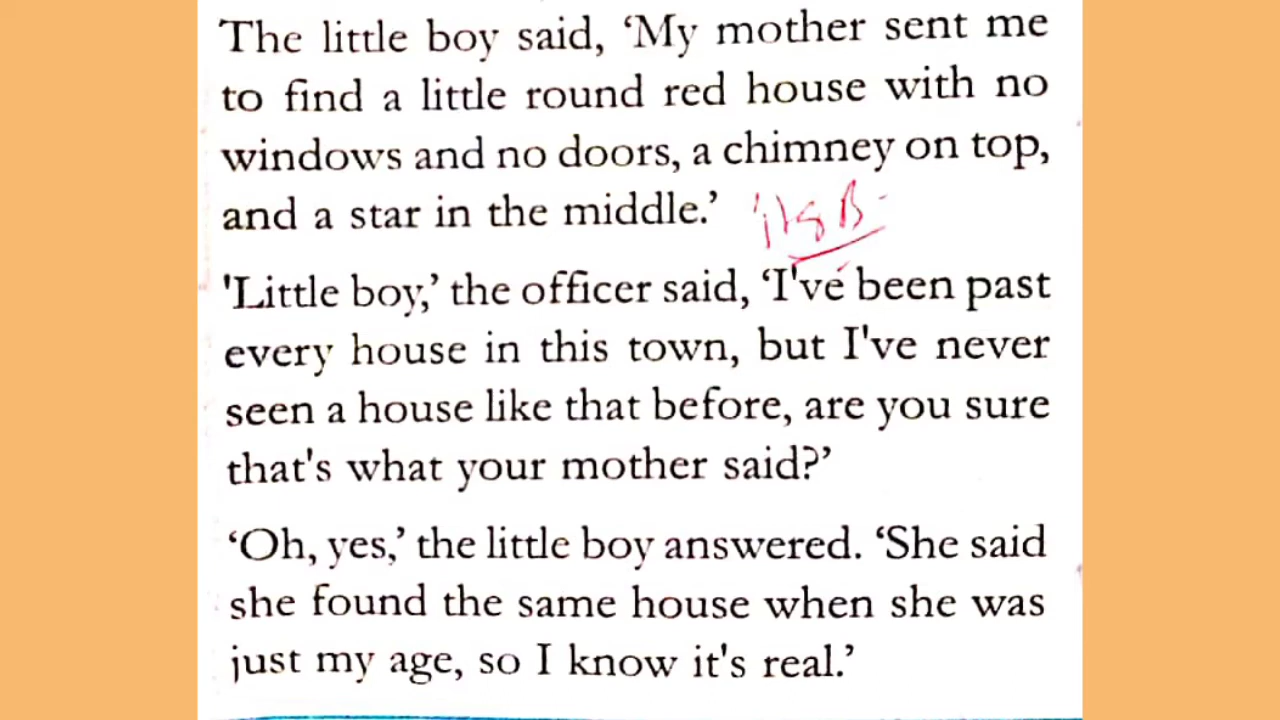 The little boy said, ‘My mother sent me
to find a little round red house with no
windows and no doors, a chimney on top,
and a star in the middle.’
'Little boy,’ the officer said, ‘I've been past
every house in this town, but I've never
seen a house like that before, are you sure
that's what your mother said?’
‘Oh, yes,’ the little boy answered. ‘She said
she found the same house when she was
just my age, so I know it's real.’